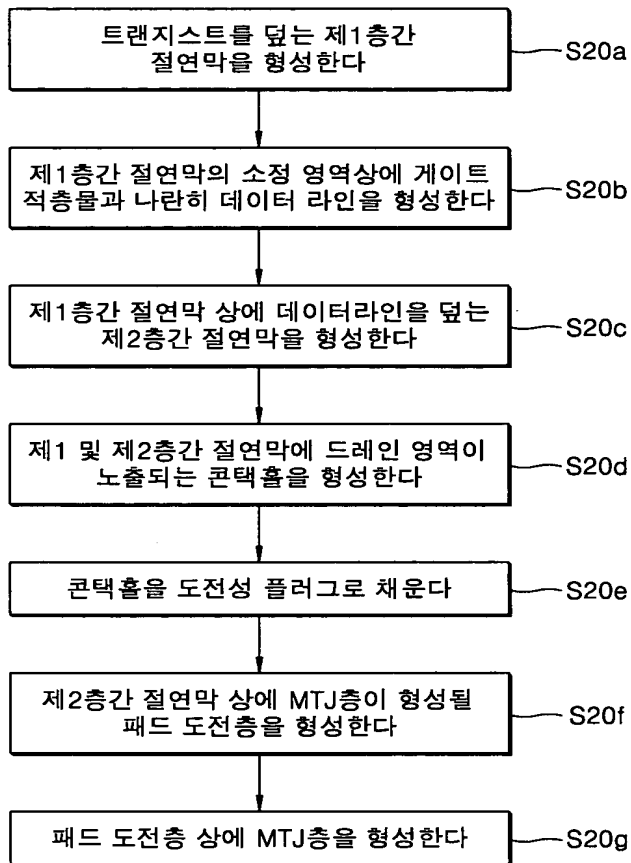 트랜지스트를 덮는 제1층간
절연막을 형성한다
S20a
제1층간 절연막의 소정 영역상에 게이트
적층물과 나란히 데이터 라인을 형성한다
S20b
제1층간 절연막 상에 데이터라인을 덮는
제2층간 절연막을 형성한다
S20c
제1 및 제2층간 절연막에 드레인 영역이
노출되는 콘택홀을 형성한다
S20d
콘택홀을 도전성 플러그로 채운다
S20e
제2층간 절연막 상에 MTJ층이 형성될
패드 도전층을 형성한다
S20f
패드 도전층 상에 MTJ층을 형성한다
S20g